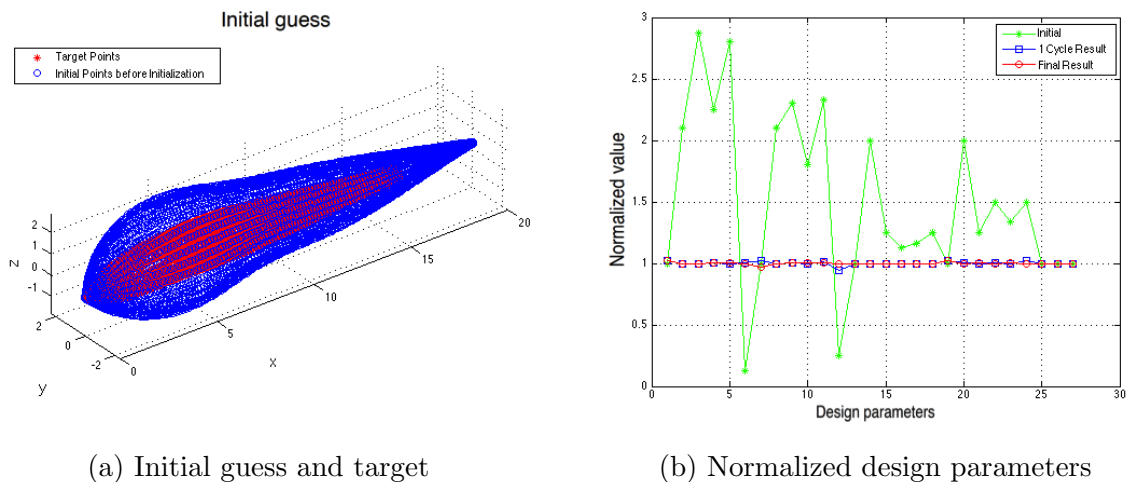 Initial guess
Target Points
Initial Points before Initialization
2
1
0
-1
z
2
0
-2
y
0
5
10
15
20
x
(a) Initial guess and target
3
2.5
2
1.5
1
0.5
0
Normalized value
Initial
1 Cycle Result
Final Result
0 5 10 15 20 25 30
Design parameters
(b) Normalized design parameters